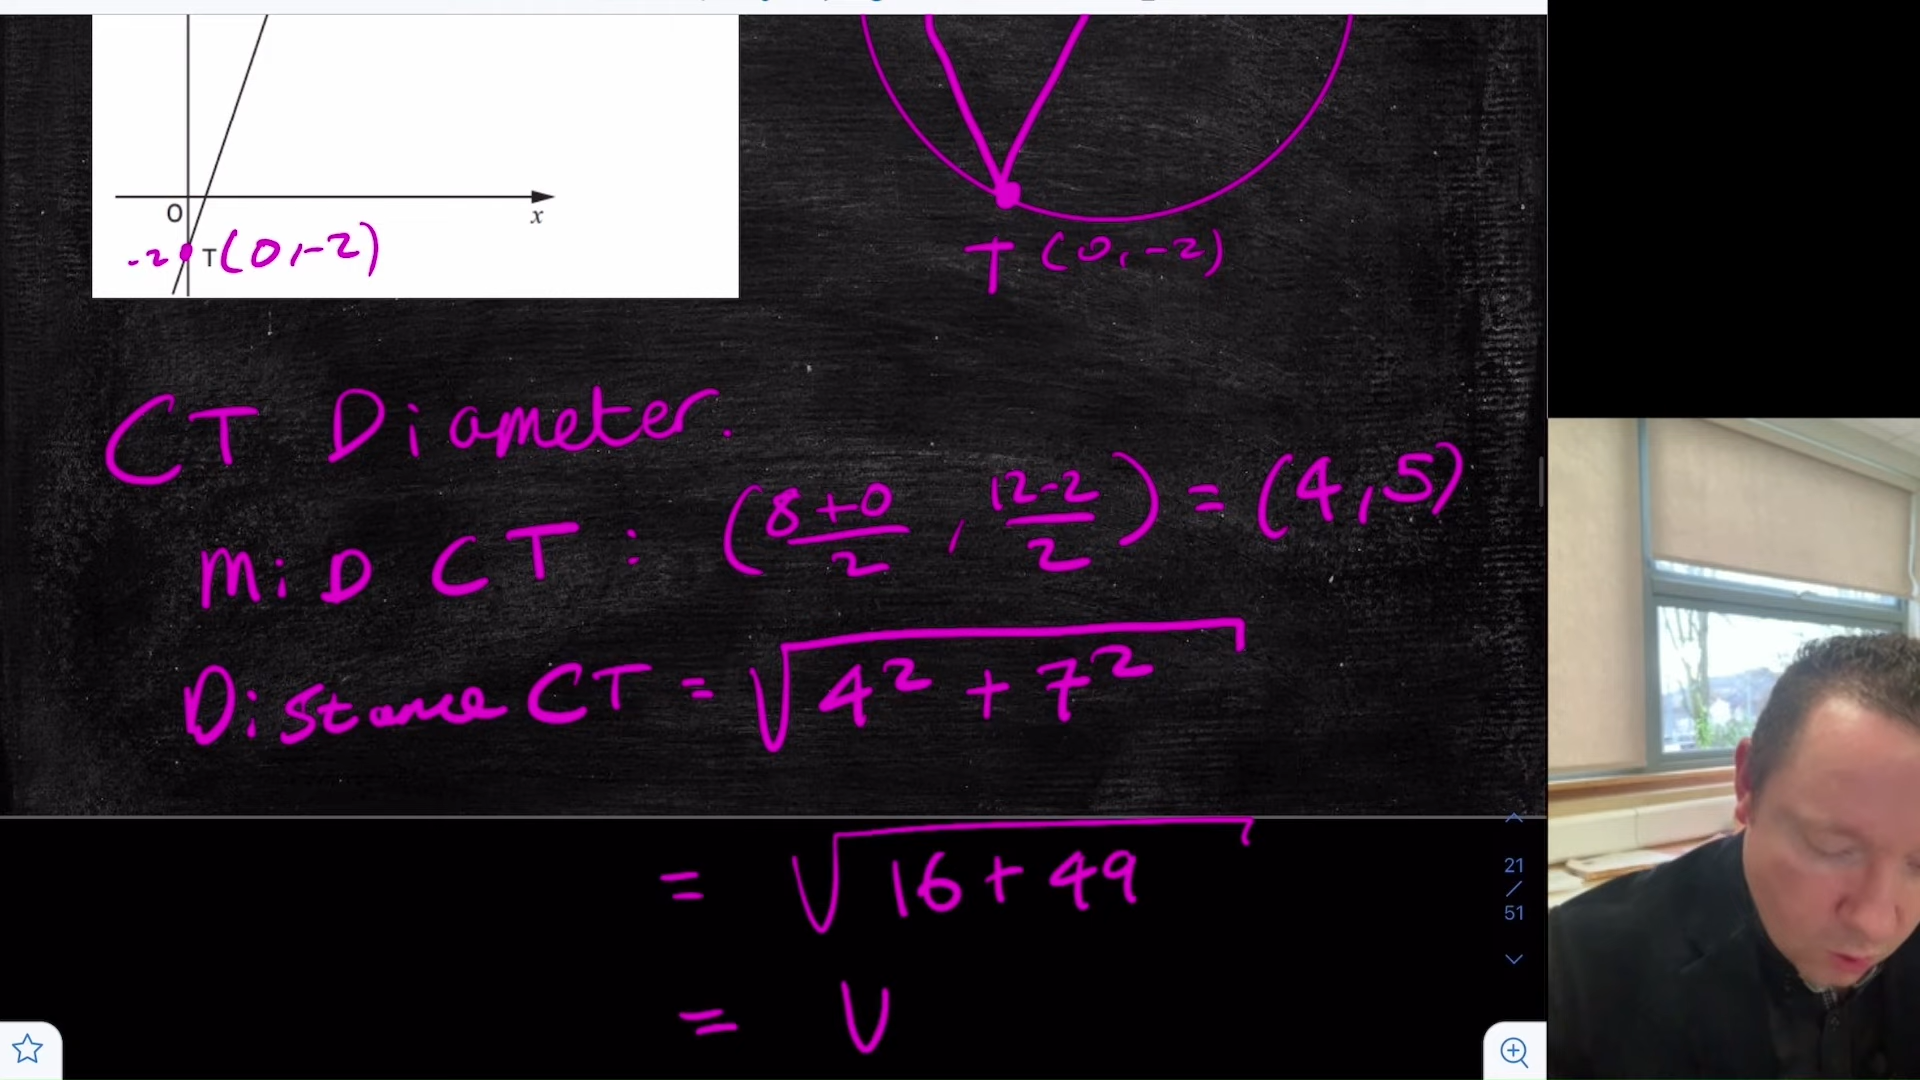 O
x
-2 T(0,-2)
T (0,-2)
CT Diameter.
MiD CT : (8+0/2 , 12-2/2) = (4,5)
Distance CT = √4² + 7²
= √16+49
= √
21
/
51